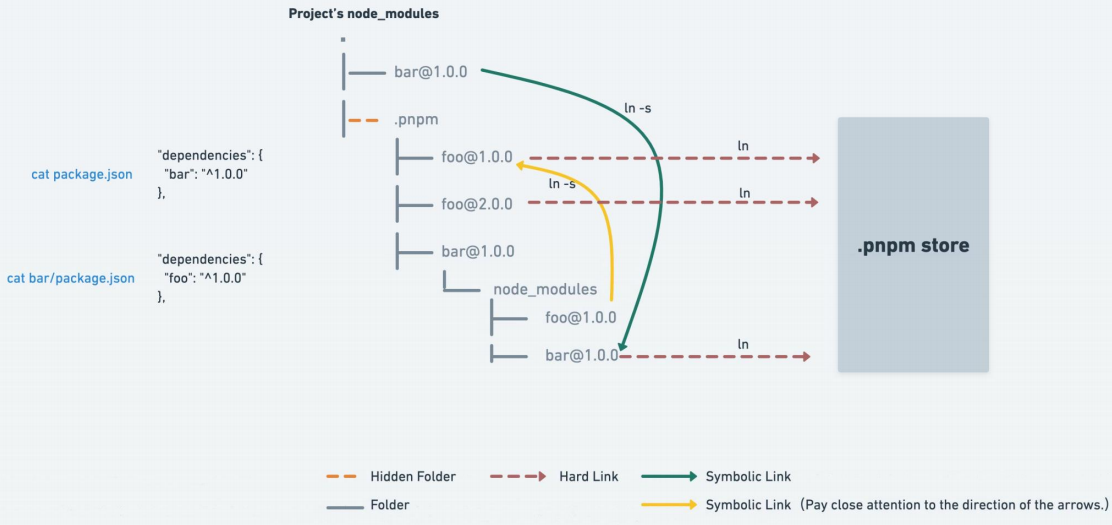 Project's node_modules
.
bar@1.0.0
ln -s
.pnpm
cat package.json
"dependencies": {
"bar": "^1.0.0"
},
foo@1.0.0
ln
ln -s
foo@2.0.0
ln
.pnpm store
cat bar/package.json
"dependencies": {
"foo": "^1.0.0"
},
bar@1.0.0
node_modules
foo@1.0.0
bar@1.0.0
ln
Hidden Folder
Hard Link
Symbolic Link
Folder
Symbolic Link (Pay close attention to the direction of the arrows.)